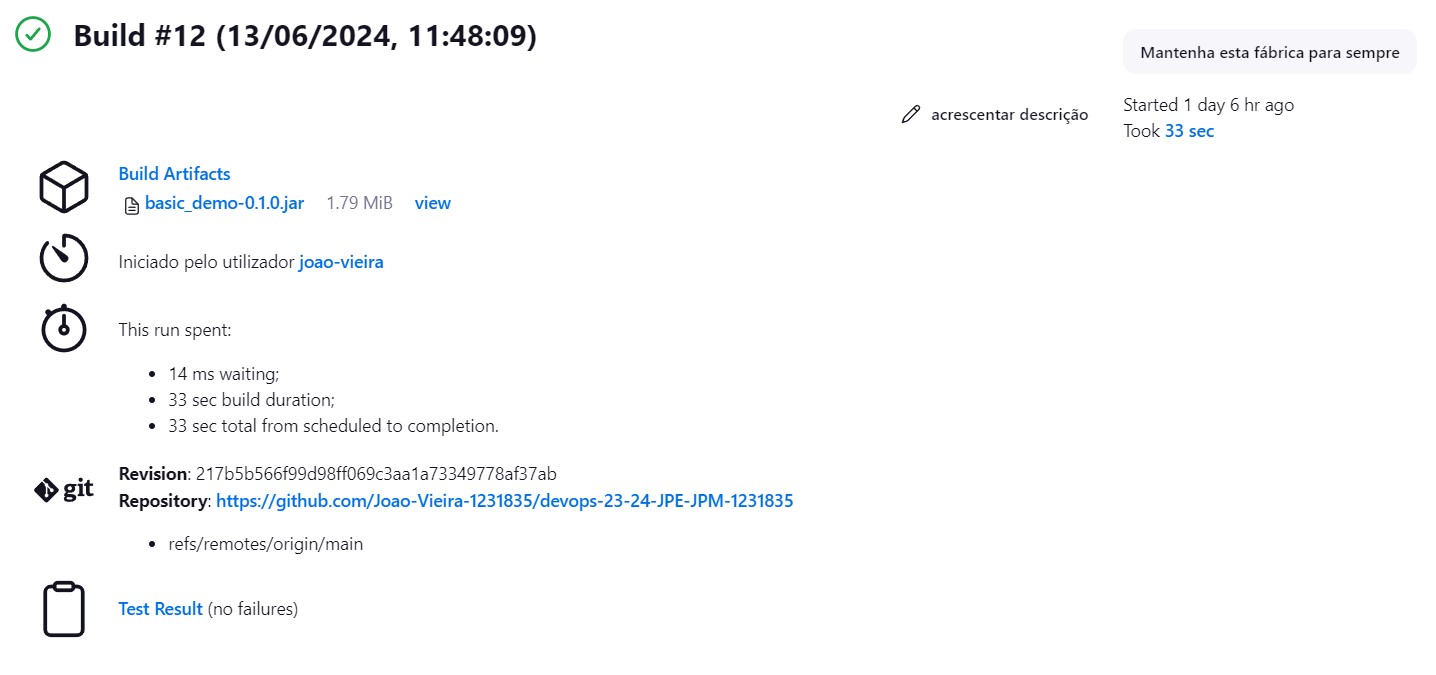 Build #12 (13/06/2024, 11:48:09)
Mantenha esta fábrica para sempre
acrescentar descrição
Started 1 day 6 hr ago
Took 33 sec
Build Artifacts
basic_demo-0.1.0.jar 1.79 MiB view
Iniciado pelo utilizador joao-vieira
This run spent:
14 ms waiting;
33 sec build duration;
33 sec total from scheduled to completion.
git
Revision: 217b5b566f99d98ff069c3aa1a73349778af37ab
Repository: https://github.com/Joao-Vieira-1231835/devops-23-24-JPE-JPM-1231835
refs/remotes/origin/main
Test Result (no failures)